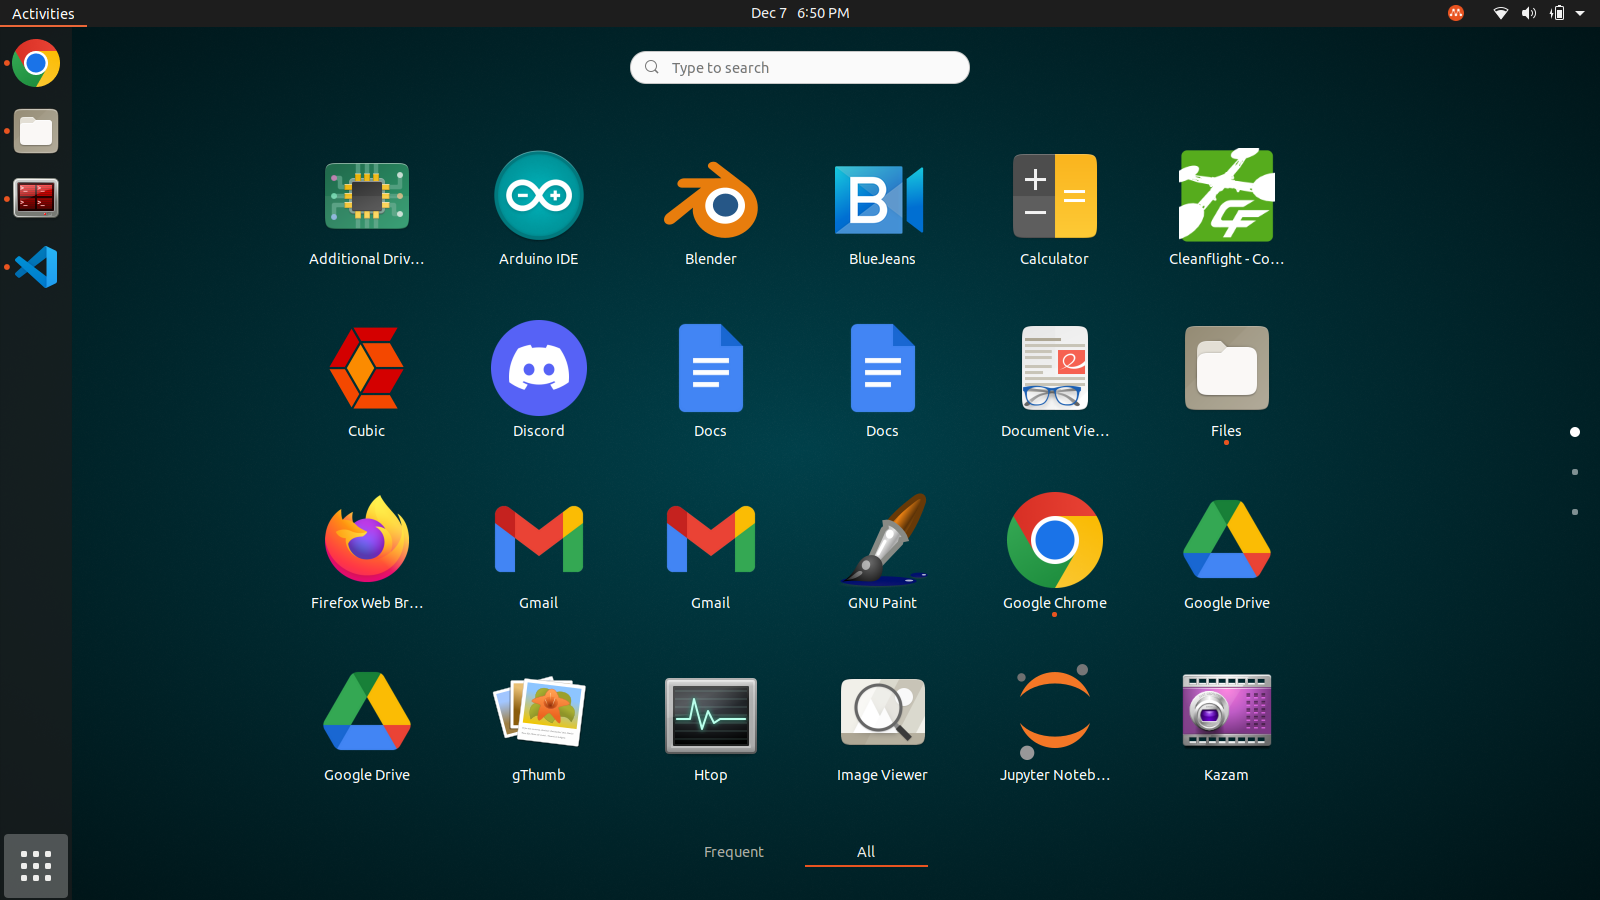 Activities
Dec 7 6:50 PM
Type to search
Additional Driv...
Arduino IDE
Blender
BlueJeans
Calculator
Cleanflight - Co...
Cubic
Discord
Docs
Docs
Document Vie...
Files
Firefox Web Br...
Gmail
Gmail
GNU Paint
Google Chrome
Google Drive
Google Drive
gThumb
Htop
Image Viewer
Jupyter Noteb...
Kazam
Frequent
All